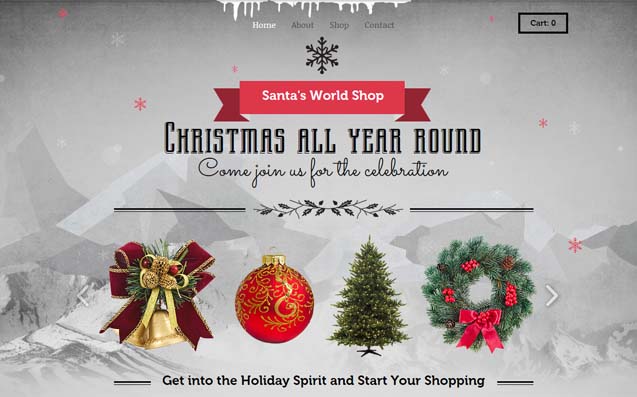 Home About Shop Contact
Cart: 0
Santa's World Shop
Christmas all year round
Come join us for the celebration
Get into the Holiday Spirit and Start Your Shopping